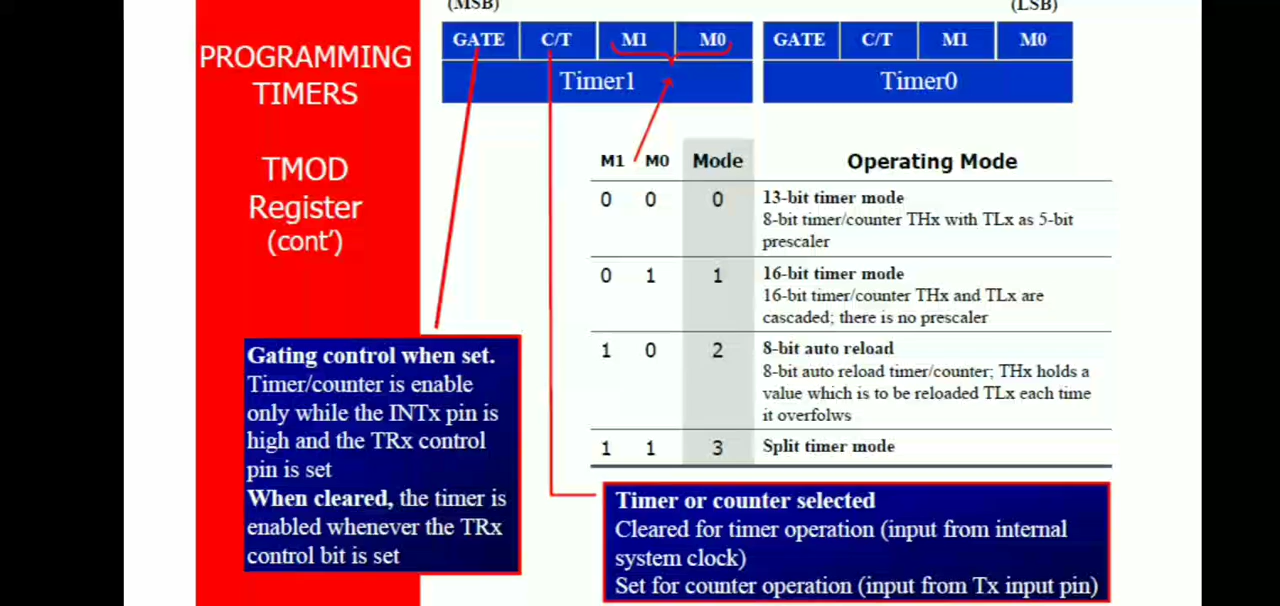 (MSB)
(LSB)
PROGRAMMING
TIMERS
TMOD
Register
(cont’)
GATE C/T M1 M0 GATE C/T M1 M0
Timer1 Timer0
M1 M0 Mode Operating Mode
0 0 0 13-bit timer mode
8-bit timer/counter THx with TLx as 5-bit
prescaler
0 1 1 16-bit timer mode
16-bit timer/counter THx and TLx are
cascaded; there is no prescaler
1 0 2 8-bit auto reload
8-bit auto reload timer/counter; THx holds a
value which is to be reloaded TLx each time
it overfolws
1 1 3 Split timer mode
Gating control when set.
Timer/counter is enable
only while the INTx pin is
high and the TRx control
pin is set
When cleared, the timer is
enabled whenever the TRx
control bit is set
Timer or counter selected
Cleared for timer operation (input from internal
system clock)
Set for counter operation (input from Tx input pin)